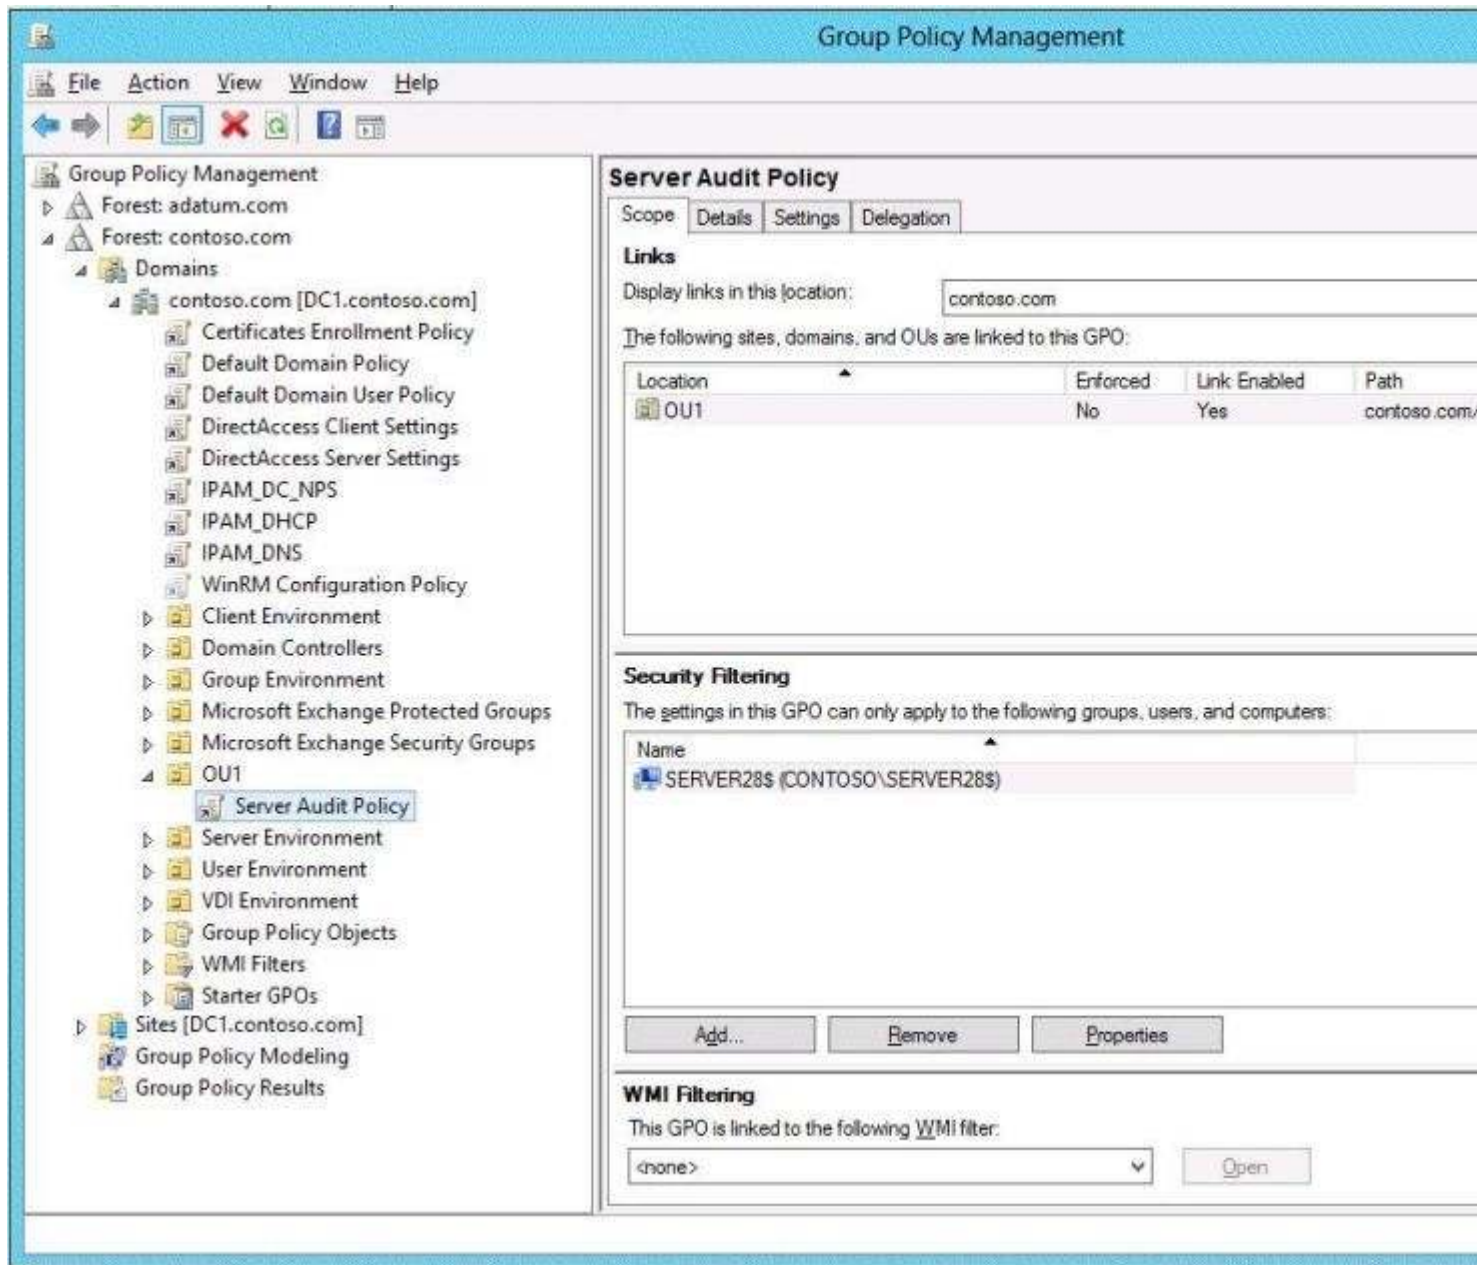 Group Policy Management
File Action View Window Help
Group Policy Management
Forest: adatum.com
Forest: contoso.com
Domains
contoso.com [DC1.contoso.com]
Certificates Enrollment Policy
Default Domain Policy
Default Domain User Policy
DirectAccess Client Settings
DirectAccess Server Settings
IPAM_DC_NPS
IPAM_DHCP
IPAM_DNS
WinRM Configuration Policy
Client Environment
Domain Controllers
Group Environment
Microsoft Exchange Protected Groups
Microsoft Exchange Security Groups
OU1
Server Audit Policy
Server Environment
User Environment
VDI Environment
Group Policy Objects
WMI Filters
Starter GPOs
Sites [DC1.contoso.com]
Group Policy Modeling
Group Policy Results
Server Audit Policy
Scope Details Settings Delegation
Links
Display links in this location: contoso.com
The following sites, domains, and OUs are linked to this GPO:
Location Enforced Link Enabled Path
OU1 No Yes contoso.com/
Security Filtering
The settings in this GPO can only apply to the following groups, users, and computers:
Name
SERVER28$ (CONTOSO\SERVER28$)
Add... Remove Properties
WMI Filtering
This GPO is linked to the following WMI filter:
<none> Open